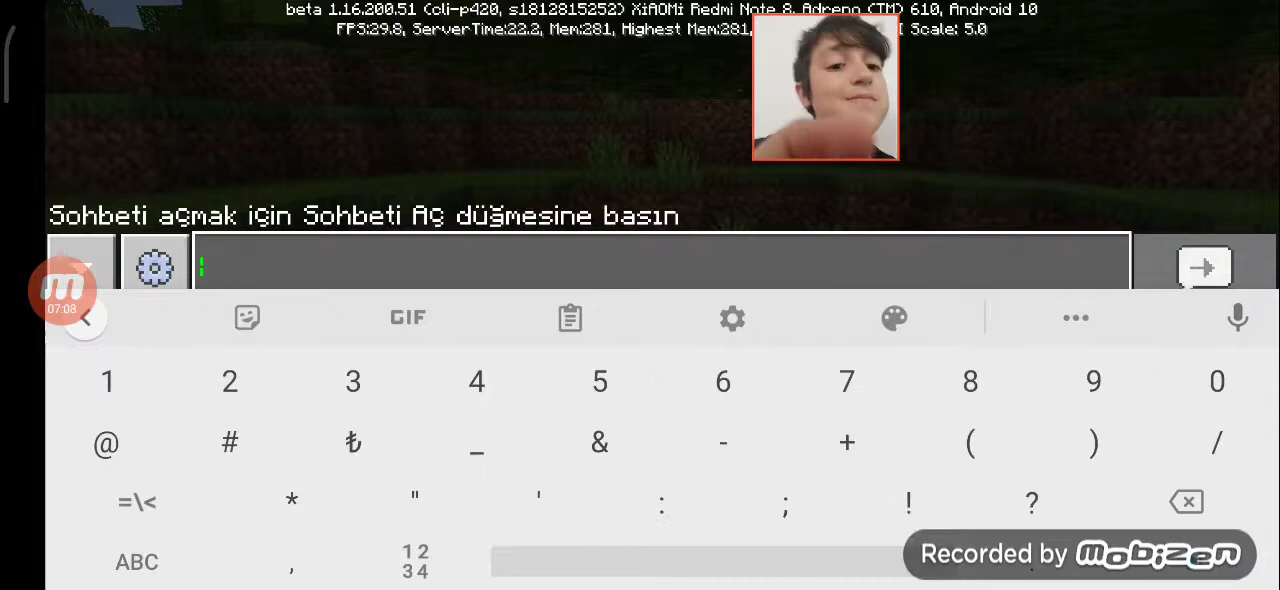 beta 1.16.200.51 (cli-p420, s1812815252) XiAOMi Redmi Note 8, Adreno (TM) 610, Android 10
FPS:29.8, ServerTime:22.2, Mem:281, Highest Mem:281, Scale: 5.0
Sohbeti açmak için Sohbeti Aç düğmesine basın
07:08
GIF
1 2 3 4 5 6 7 8 9 0
@ # ₺ _ & - + ( ) /
=\< * " ' : ; ! ?
ABC , 12 34
Recorded by mobizen